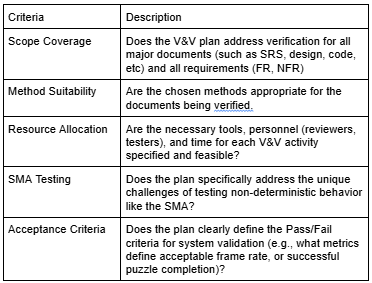 Criteria
Description
Scope Coverage
Does the V&V plan address verification for all
major documents (such as SRS, design, code,
etc) and all requirements (FR, NFR)
Method Suitability
Are the chosen methods appropriate for the
documents being verified.
Resource Allocation
Are the necessary tools, personnel (reviewers,
testers), and time for each V&V activity
specified and feasible?
SMA Testing
Does the plan specifically address the unique
challenges of testing non-deterministic behavior
like the SMA?
Acceptance Criteria
Does the plan clearly define the Pass/Fail
criteria for system validation (e.g., what metrics
define acceptable frame rate, or successful
puzzle completion)?